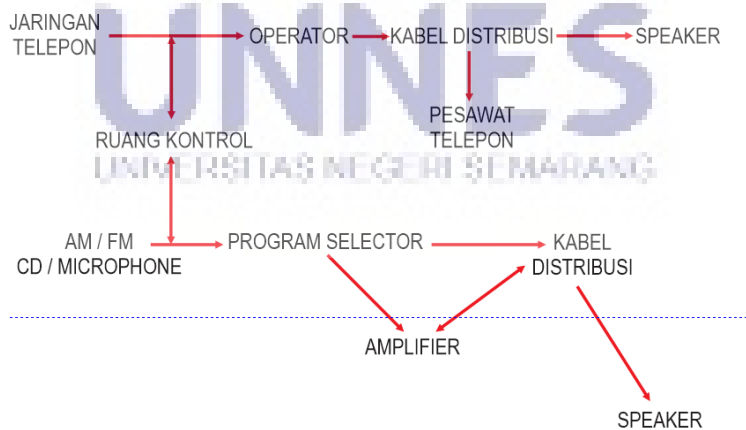 JARINGAN
TELEPON
OPERATOR
KABEL DISTRIBUSI
SPEAKER
PESAWAT
TELEPON
RUANG KONTROL
UNNES
UNIVERSITAS NEGERI SEMARANG
AM / FM
CD / MICROPHONE
PROGRAM SELECTOR
KABEL
DISTRIBUSI
AMPLIFIER
SPEAKER